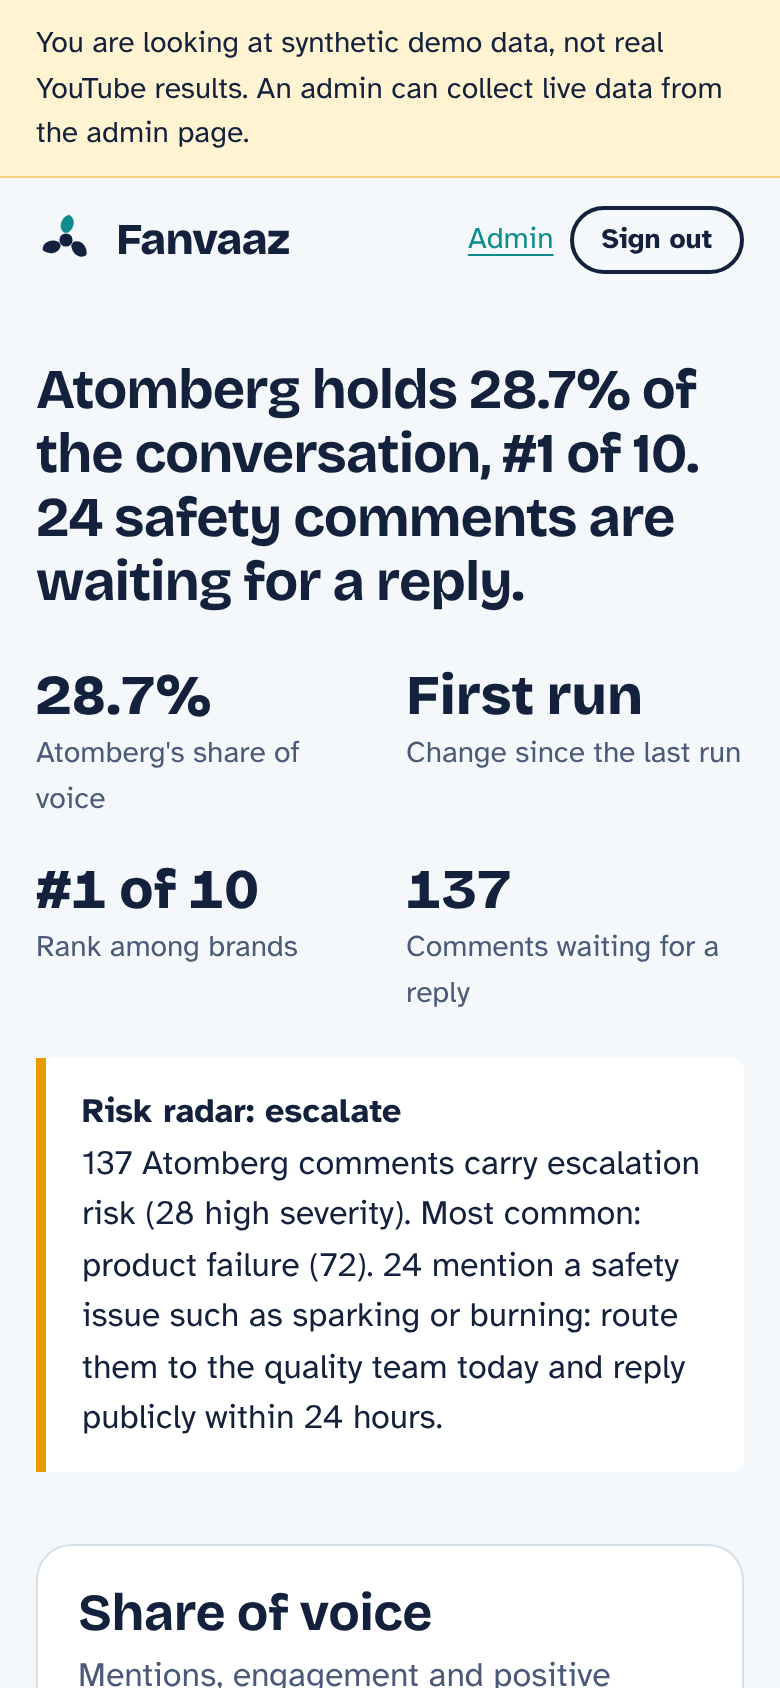 You are looking at synthetic demo data, not real
YouTube results. An admin can collect live data from
the admin page.
Fanvaaz
Admin
Sign out
Atomberg holds 28.7% of
the conversation, #1 of 10.
24 safety comments are
waiting for a reply.
28.7%
Atomberg's share of
voice
First run
Change since the last run
#1 of 10
Rank among brands
137
Comments waiting for a
reply
Risk radar: escalate
137 Atomberg comments carry escalation
risk (28 high severity). Most common:
product failure (72). 24 mention a safety
issue such as sparking or burning: route
them to the quality team today and reply
publicly within 24 hours.
Share of voice
Mentions, engagement and positive